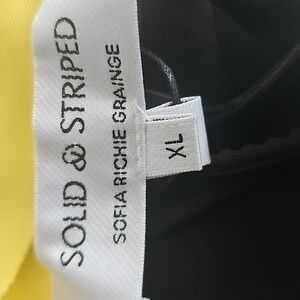 SOLID & STRIPED
SOFIA RICHIE GRAINGE
XL